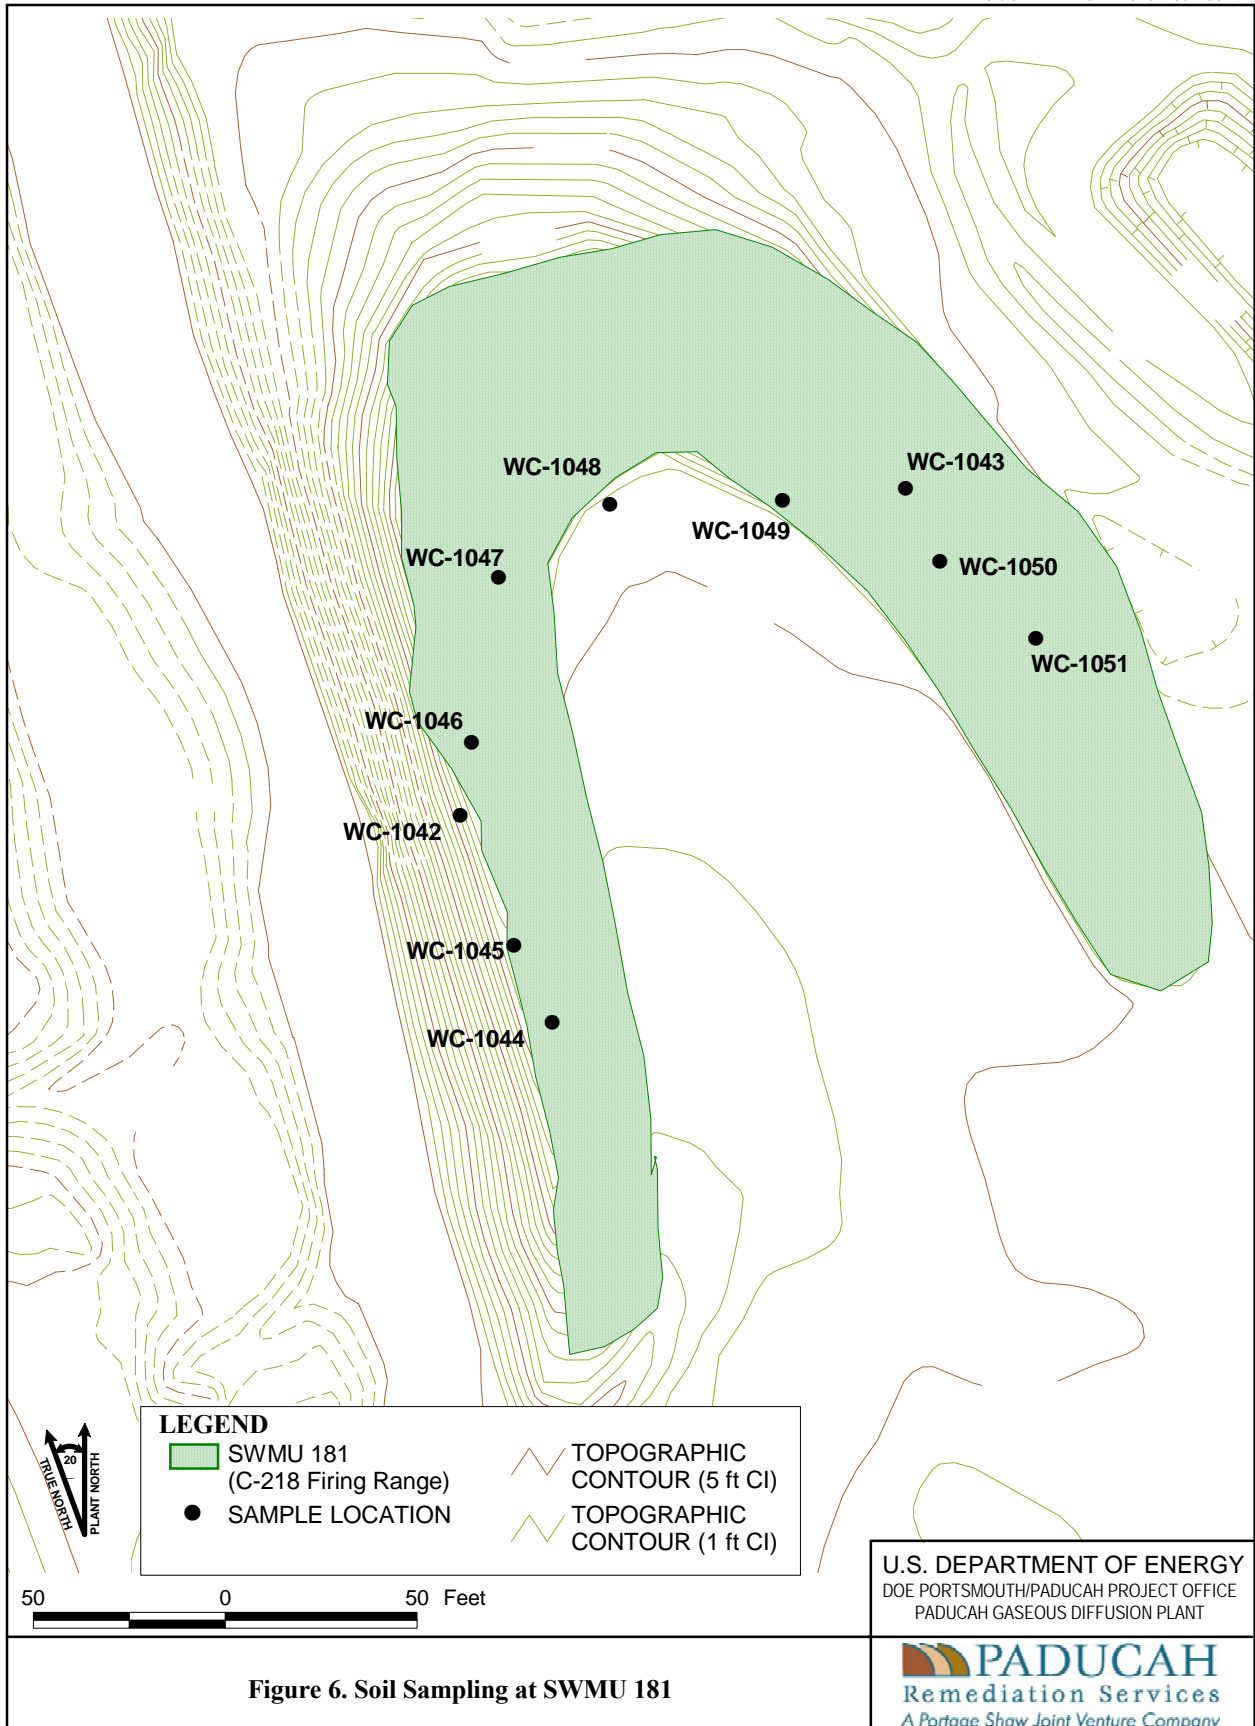 WC-1048
WC-1043
WC-1049
WC-1047
WC-1050
WC-1051
WC-1046
WC-1042
WC-1045
WC-1044
20
TRUE NORTH
PLANT NORTH
LEGEND
SWMU 181
(C-218 Firing Range)
SAMPLE LOCATION
TOPOGRAPHIC
CONTOUR (5 ft CI)
TOPOGRAPHIC
CONTOUR (1 ft CI)
50 0 50 Feet
U.S. DEPARTMENT OF ENERGY
DOE PORTSMOUTH/PADUCAH PROJECT OFFICE
PADUCAH GASEOUS DIFFUSION PLANT
Figure 6. Soil Sampling at SWMU 181
PADUCAH
Remediation Services
A Portage Shaw Joint Venture Company